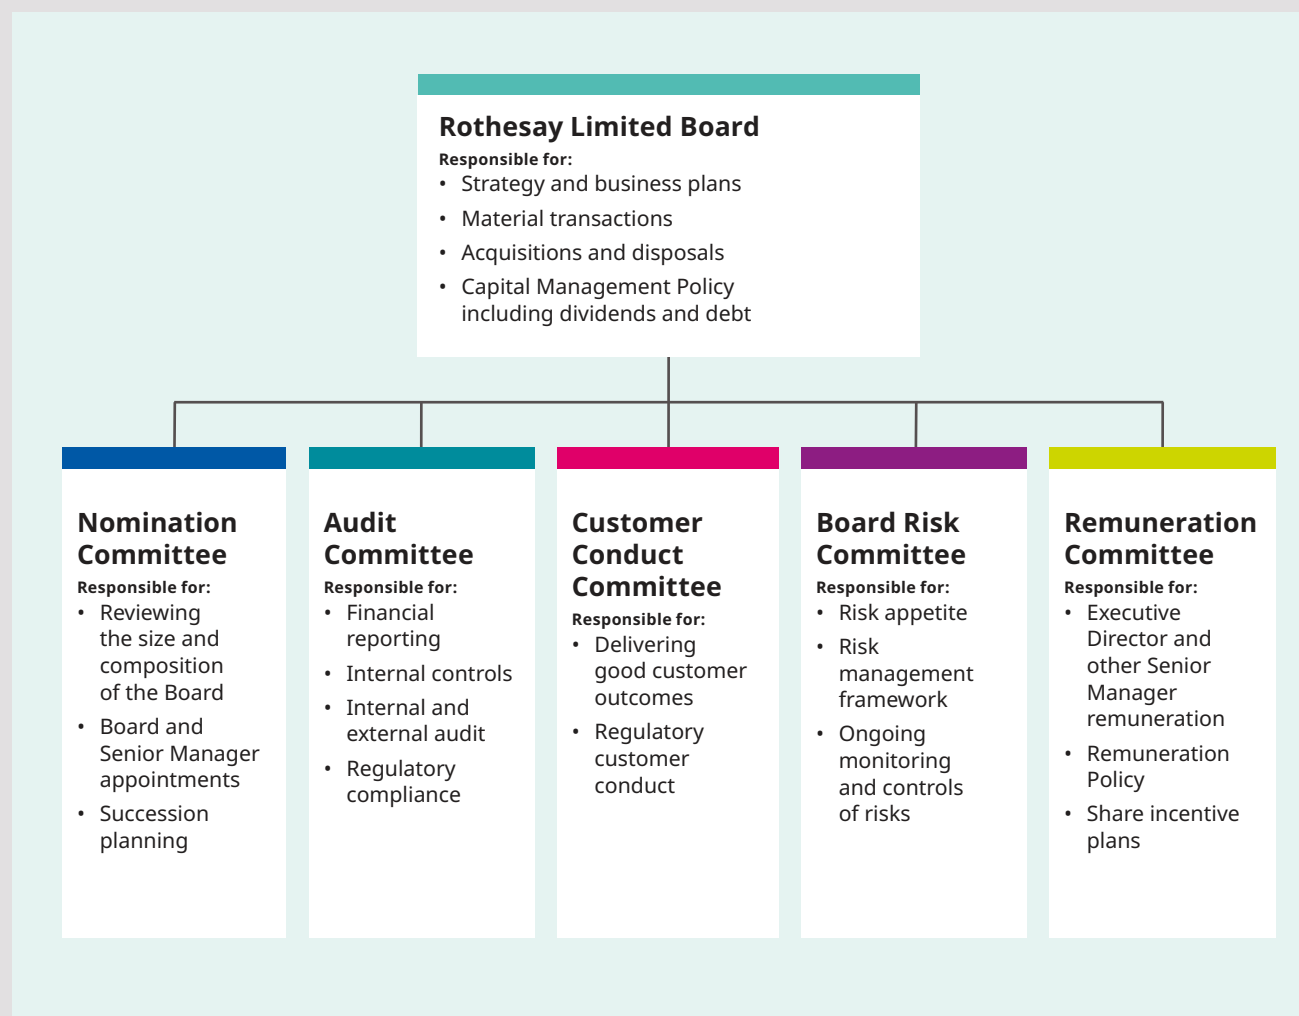 Rothesay Limited Board
Responsible for:
• Strategy and business plans
• Material transactions
• Acquisitions and disposals
• Capital Management Policy
including dividends and debt
Nomination
Committee
Responsible for:
• Reviewing
the size and
composition
of the Board
• Board and
Senior Manager
appointments
• Succession
planning
Audit
Committee
Responsible for:
• Financial
reporting
• Internal controls
• Internal and
external audit
• Regulatory
compliance
Customer
Conduct
Committee
Responsible for:
• Delivering
good customer
outcomes
• Regulatory
customer
conduct
Board Risk
Committee
Responsible for:
• Risk appetite
• Risk
management
framework
• Ongoing
monitoring
and controls
of risks
Remuneration
Committee
Responsible for:
• Executive
Director and
other Senior
Manager
remuneration
• Remuneration
Policy
• Share incentive
plans